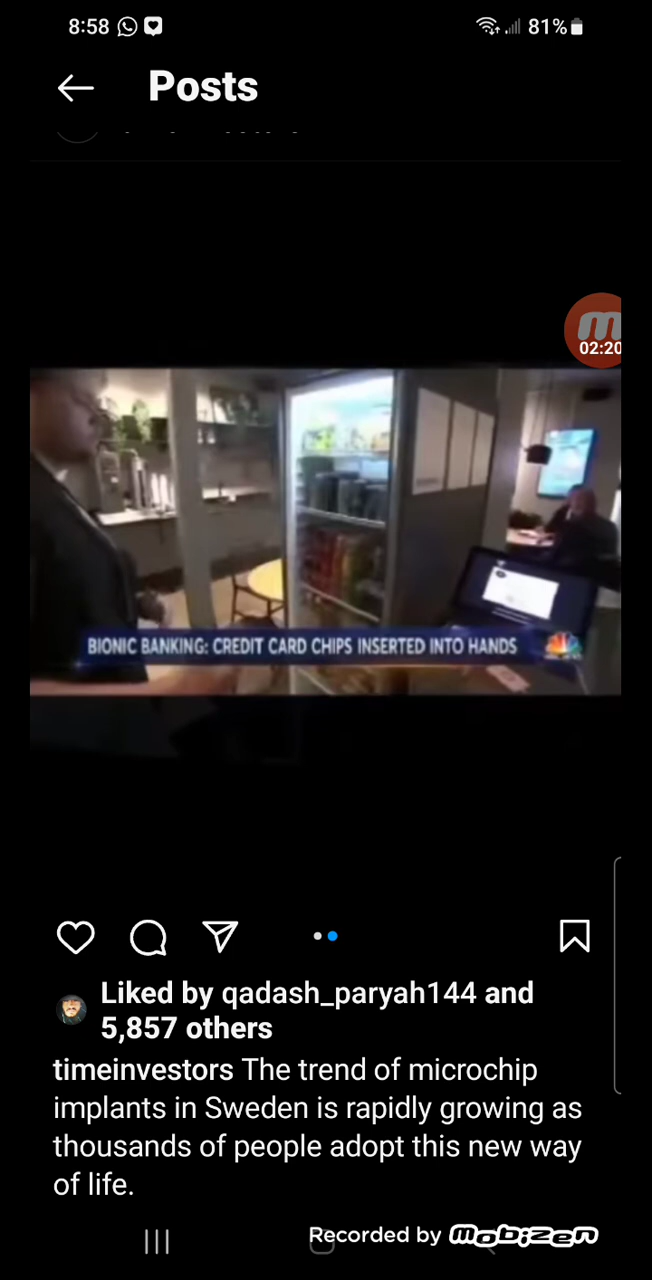 8:58
81%
Posts
02:20
BIONIC BANKING: CREDIT CARD CHIPS INSERTED INTO HANDS
Liked by qadash_paryah144 and
5,857 others
timeinvestors The trend of microchip
implants in Sweden is rapidly growing as
thousands of people adopt this new way
of life.
Recorded by Mobizen